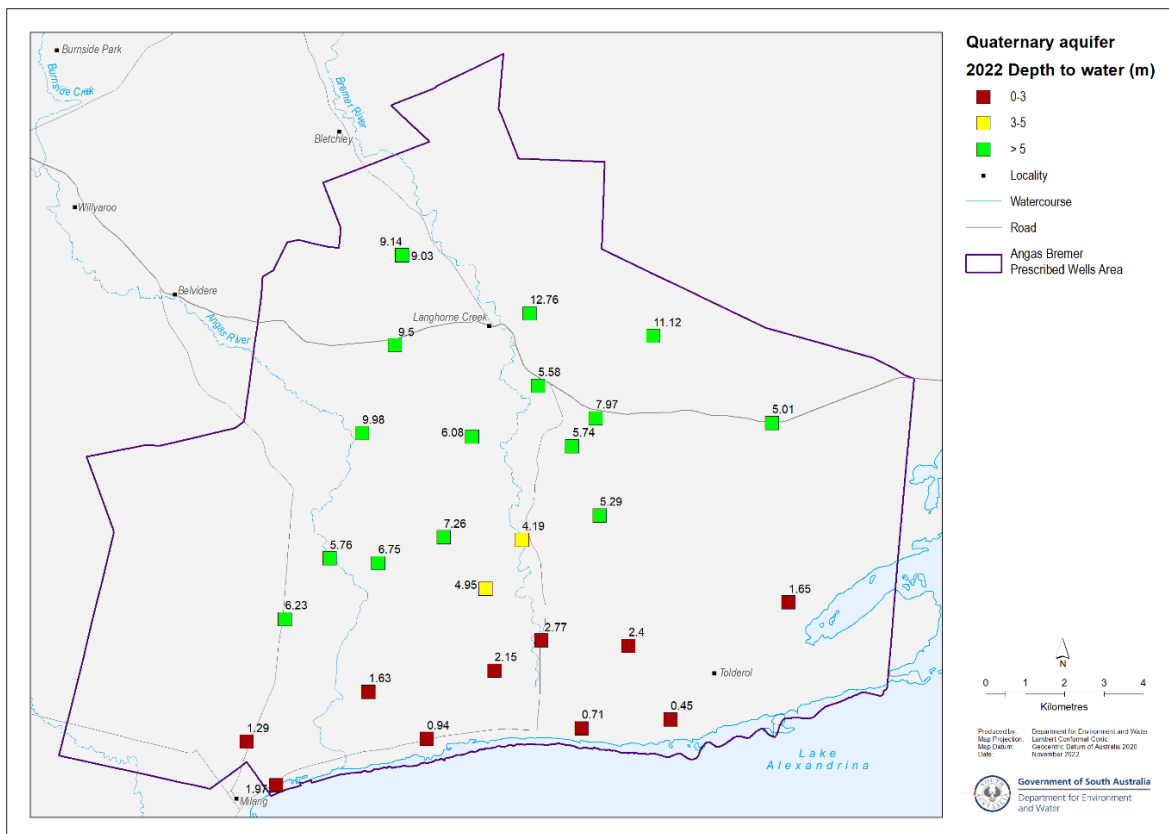 Quaternary aquifer
2022 Depth to water (m)
0-3
3-5
> 5
Locality
Watercourse
Road
Angas Bremer
Prescribed Wells Area
Burnside Park
Burnside Creek
Bremer River
Bletchley
Willyaroo
9.14
9.03
Belvidere
12.76
Langhorne Creek
11.12
Angas River
9.5
5.58
7.97
5.01
9.98
6.08
5.74
5.29
7.26
4.19
5.76
6.75
4.95
1.65
6.23
2.77
2.4
2.15
Tolderol
1.63
0.45
0.71
0.94
1.29
Lake
Alexandrina
1.97
Milang
N
0 1 2 3 4
Kilometres
Produced by: Department for Environment and Water
Map Projection: Lambert Conformal Conic
Map Datum: Geocentric Datum of Australia 2020
Date: November 2022
SOUTH AUSTRALIA
Government of South Australia
Department for Environment
and Water